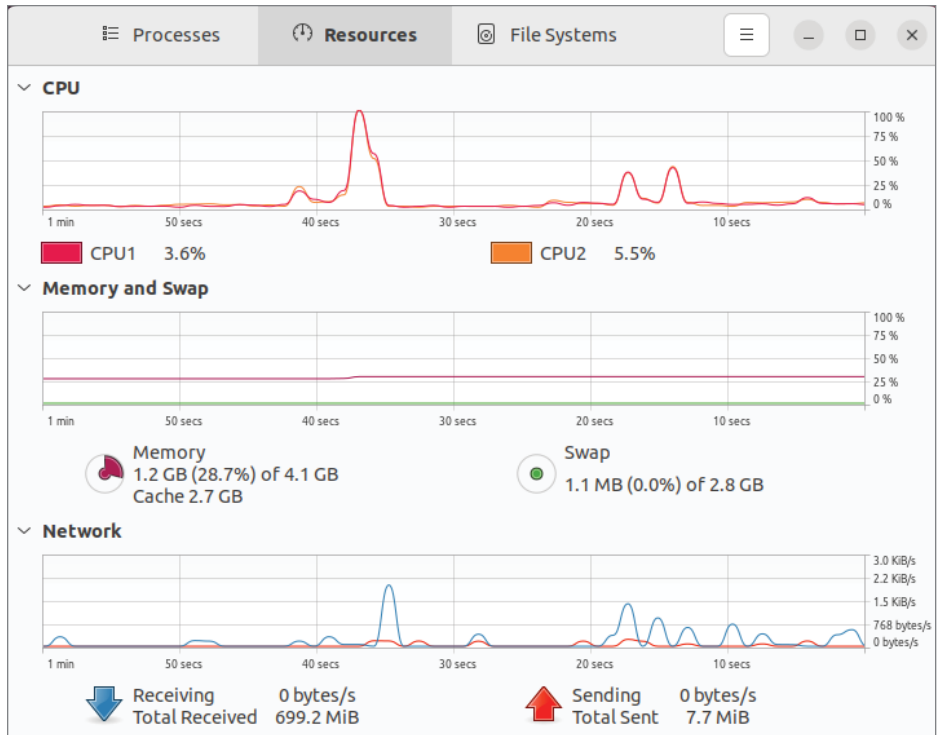 Processes Resources File Systems
CPU
100 %
75 %
50 %
25 %
0 %
1 min 50 secs 40 secs 30 secs 20 secs 10 secs
CPU1 3.6% CPU2 5.5%
Memory and Swap
100 %
75 %
50 %
25 %
0 %
1 min 50 secs 40 secs 30 secs 20 secs 10 secs
Memory
1.2 GB (28.7%) of 4.1 GB
Cache 2.7 GB
Swap
1.1 MB (0.0%) of 2.8 GB
Network
3.0 KiB/s
2.2 KiB/s
1.5 KiB/s
768 bytes/s
0 bytes/s
1 min 50 secs 40 secs 30 secs 20 secs 10 secs
Receiving 0 bytes/s
Total Received 699.2 MiB
Sending 0 bytes/s
Total Sent 7.7 MiB